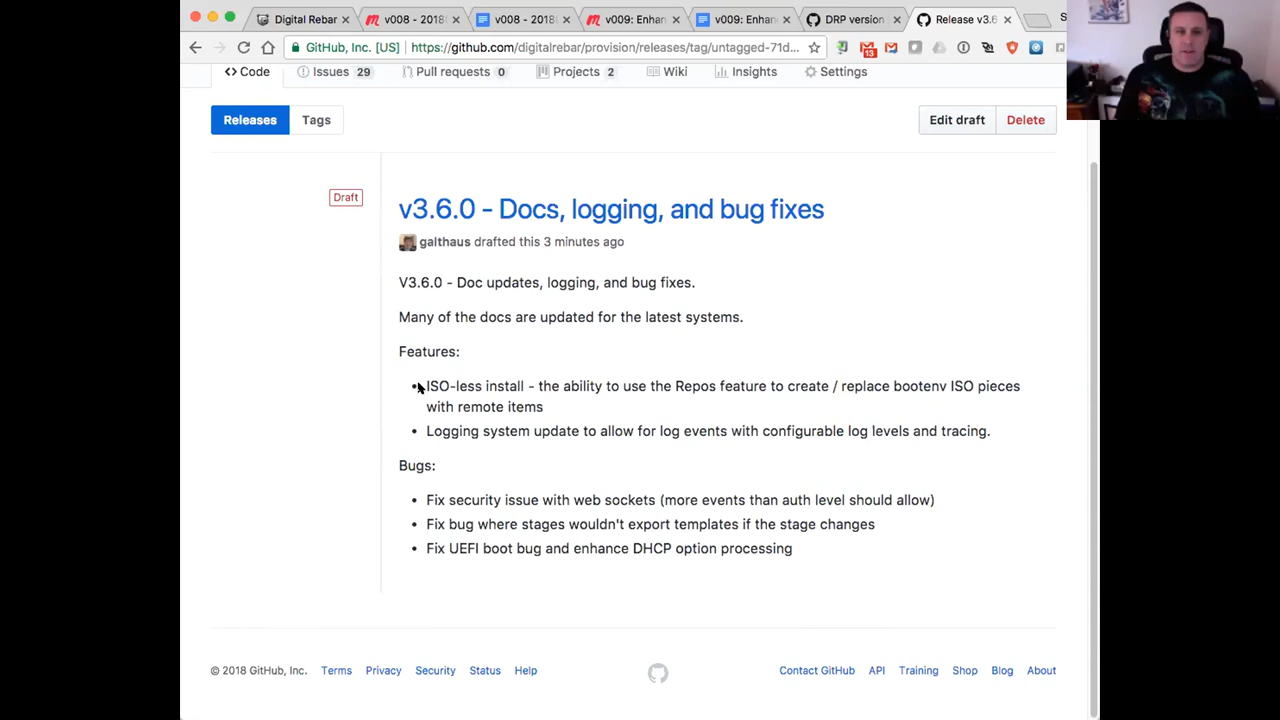 Digital Rebar
v008 - 2018
v008 - 2018
v009: Enhan
v009: Enhan
DRP version
Release v3.6
GitHub, Inc. [US]
https://github.com/digitalrebar/provision/releases/tag/untagged-71d...
13
<> Code
Issues 29
Pull requests 0
Projects 2
Wiki
Insights
Settings
Releases
Tags
Edit draft
Delete
Draft
v3.6.0 - Docs, logging, and bug fixes
galthaus drafted this 3 minutes ago
V3.6.0 - Doc updates, logging, and bug fixes.
Many of the docs are updated for the latest systems.
Features:
• ISO-less install - the ability to use the Repos feature to create / replace bootenv ISO pieces
with remote items
• Logging system update to allow for log events with configurable log levels and tracing.
Bugs:
• Fix security issue with web sockets (more events than auth level should allow)
• Fix bug where stages wouldn't export templates if the stage changes
• Fix UEFI boot bug and enhance DHCP option processing
© 2018 GitHub, Inc.
Terms
Privacy
Security
Status
Help
Contact GitHub
API
Training
Shop
Blog
About